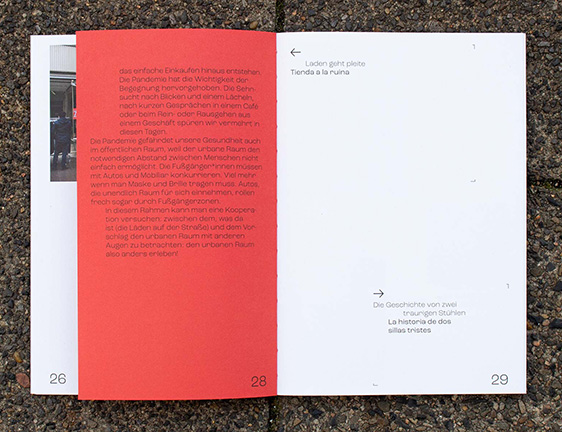 das einfache Einkaufen hinaus entstehen.
Die Pandemie hat die Wichtigkeit der
Begegnung hervorgehoben. Die Sehn-
sucht nach Blicken und einem Lächeln,
nach kurzen Gesprächen in einem Café
oder beim Rein- oder Rausgehen aus
einem Geschäft spüren wir vermehrt in
diesen Tagen.
Die Pandemie gefährdet unsere Gesundheit auch
im öffentlichen Raum, weil der urbane Raum den
notwendigen Abstand zwischen Menschen nicht
einfach ermöglicht. Die Fußgänger*innen müssen
mit Autos und Mobiliar konkurrieren. Viel mehr
wenn man Maske und Brille tragen muss. Autos,
die unendlich Raum für sich einnehmen, rollen
frech sogar durch Fußgängerzonen.
In diesem Rahmen kann man eine Koopera-
tion versuchen: zwischen dem, was da
ist (die Läden auf der Straße) und dem Vor-
schlag den urbanen Raum mit anderen
Augen zu betrachten: den urbanen Raum
also anders erleben!
26
28
←
Laden geht pleite
Tienda a la ruina
→
Die Geschichte von zwei
traurigen Stühlen
La historia de dos
sillas tristes
29